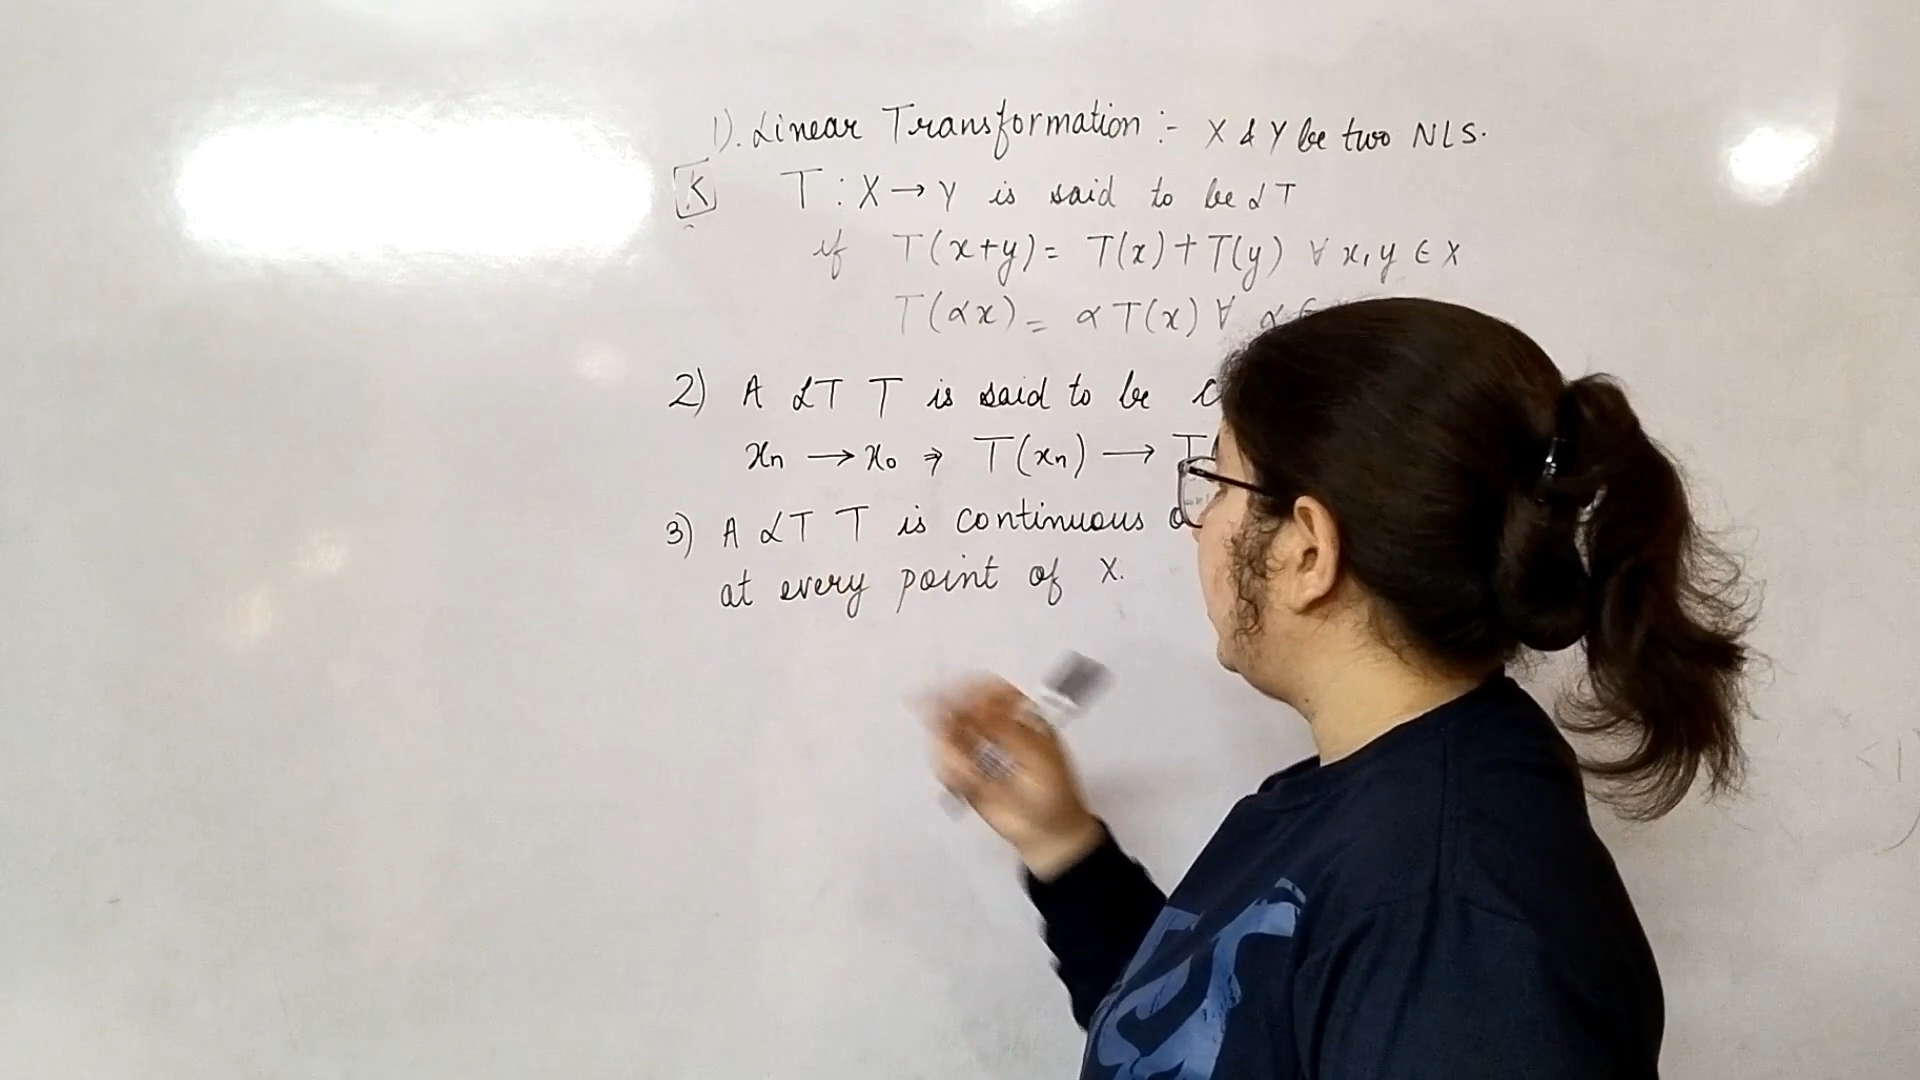 1). Linear Transformation :- X & Y be two NLS.
K T : X → Y is said to be LT
if T(x+y) = T(x) + T(y) ∀ x, y ∈ X
T(αx) = α T(x) ∀ α ∈
2) A LT T is said to be
xn → x0 ⇒ T(xn) → T
3) A LT T is continuous
at every point of X.